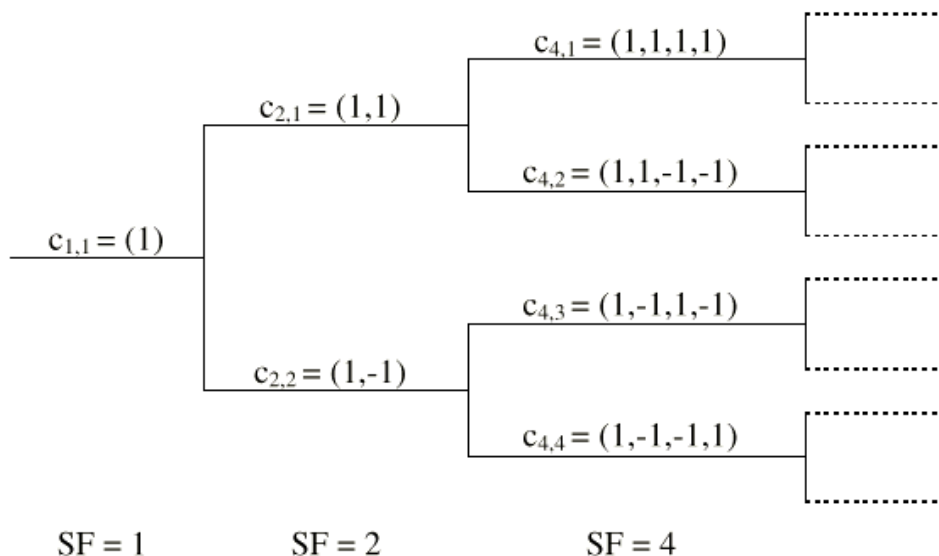 c4,1 = (1,1,1,1)
c2,1 = (1,1)
c4,2 = (1,1,-1,-1)
c1,1 = (1)
c4,3 = (1,-1,1,-1)
c2,2 = (1,-1)
c4,4 = (1,-1,-1,1)
SF = 1 SF = 2 SF = 4